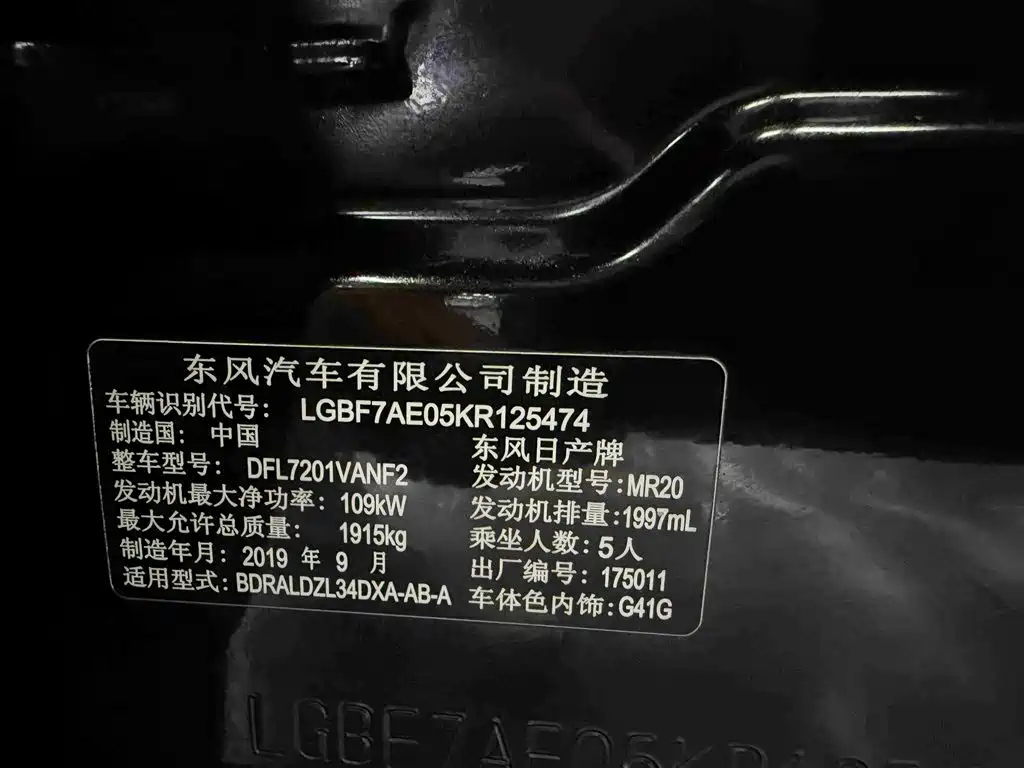 东风汽车有限公司制造
车辆识别代号: LGBF7AE05KR125474
制造国: 中国 东风日产牌
整车型号: DFL7201VANF2 发动机型号:MR20
发动机最大净功率: 109kW 发动机排量:1997mL
最大允许总质量: 1915kg 乘坐人数:5人
制造年月: 2019 年 9 月 出厂编号: 175011
适用型式: BDRALDZL34DXA-AB-A 车体色内饰:G41G
LGBF7AE05KR125